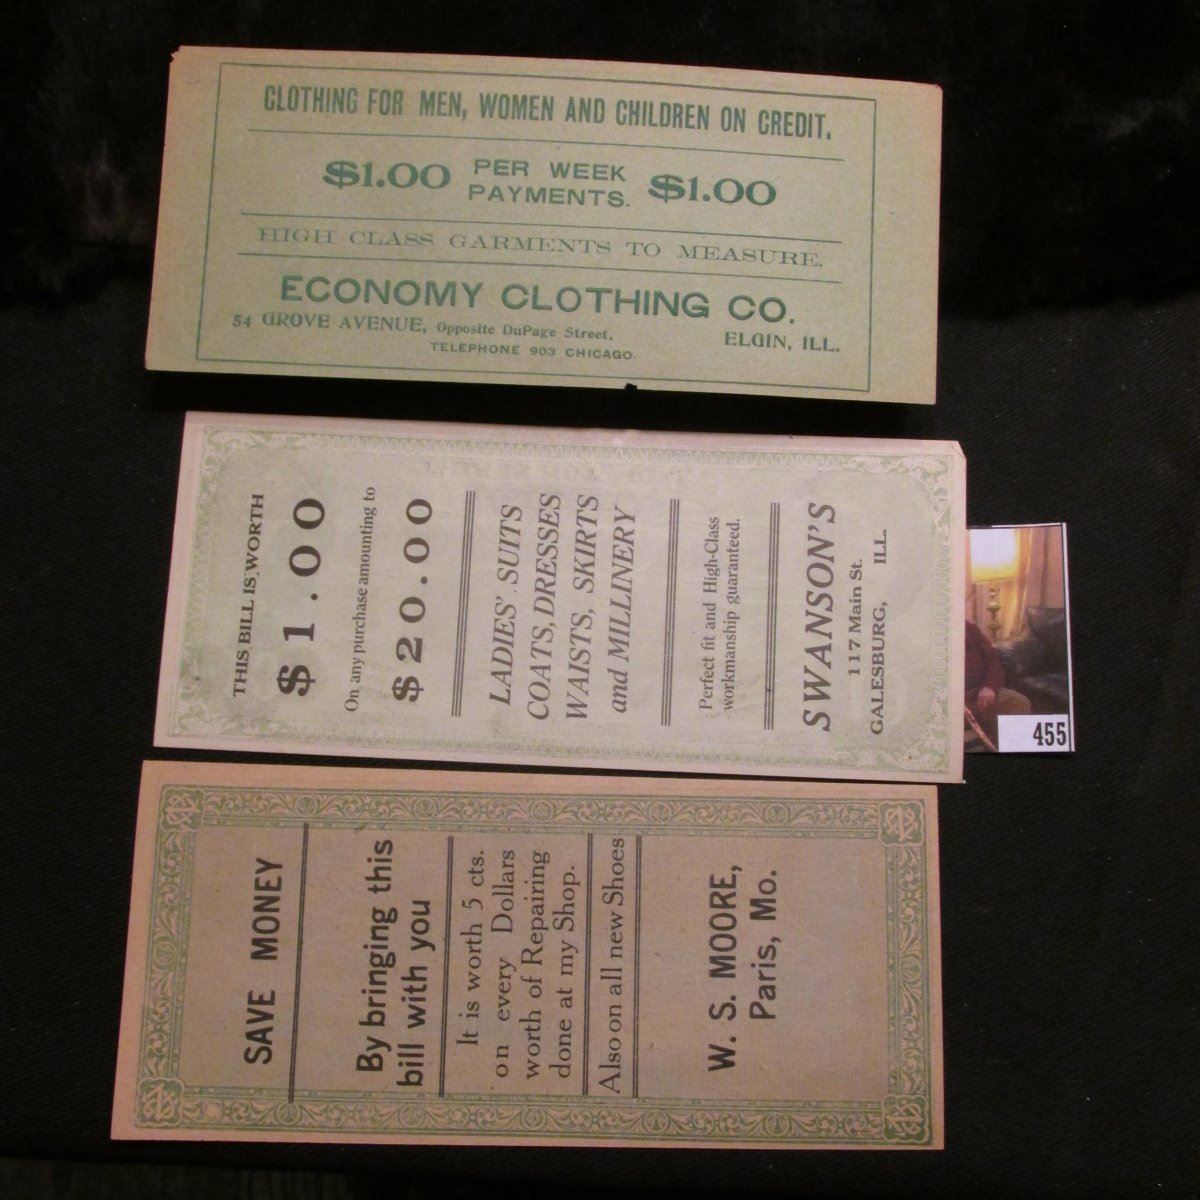 CLOTHING FOR MEN, WOMEN AND CHILDREN ON CREDIT.
$1.00 PER WEEK PAYMENTS. $1.00
HIGH CLASS GARMENTS TO MEASURE.
ECONOMY CLOTHING CO.
54 GROVE AVENUE, Opposite DuPage Street, ELGIN, ILL.
TELEPHONE 903 CHICAGO.
THIS BILL IS WORTH
$1.00
On any purchase amounting to
$20.00
LADIES' SUITS
COATS, DRESSES
WAISTS, SKIRTS
and MILLINERY
Perfect fit and High-Class
workmanship guaranteed.
SWANSON'S
117 Main St.
GALESBURG, ILL.
455
SAVE MONEY
By bringing this
bill with you
It is worth 5 cts.
on every Dollars
worth of Repairing
done at my Shop.
Also on all new Shoes
W. S. MOORE,
Paris, Mo.